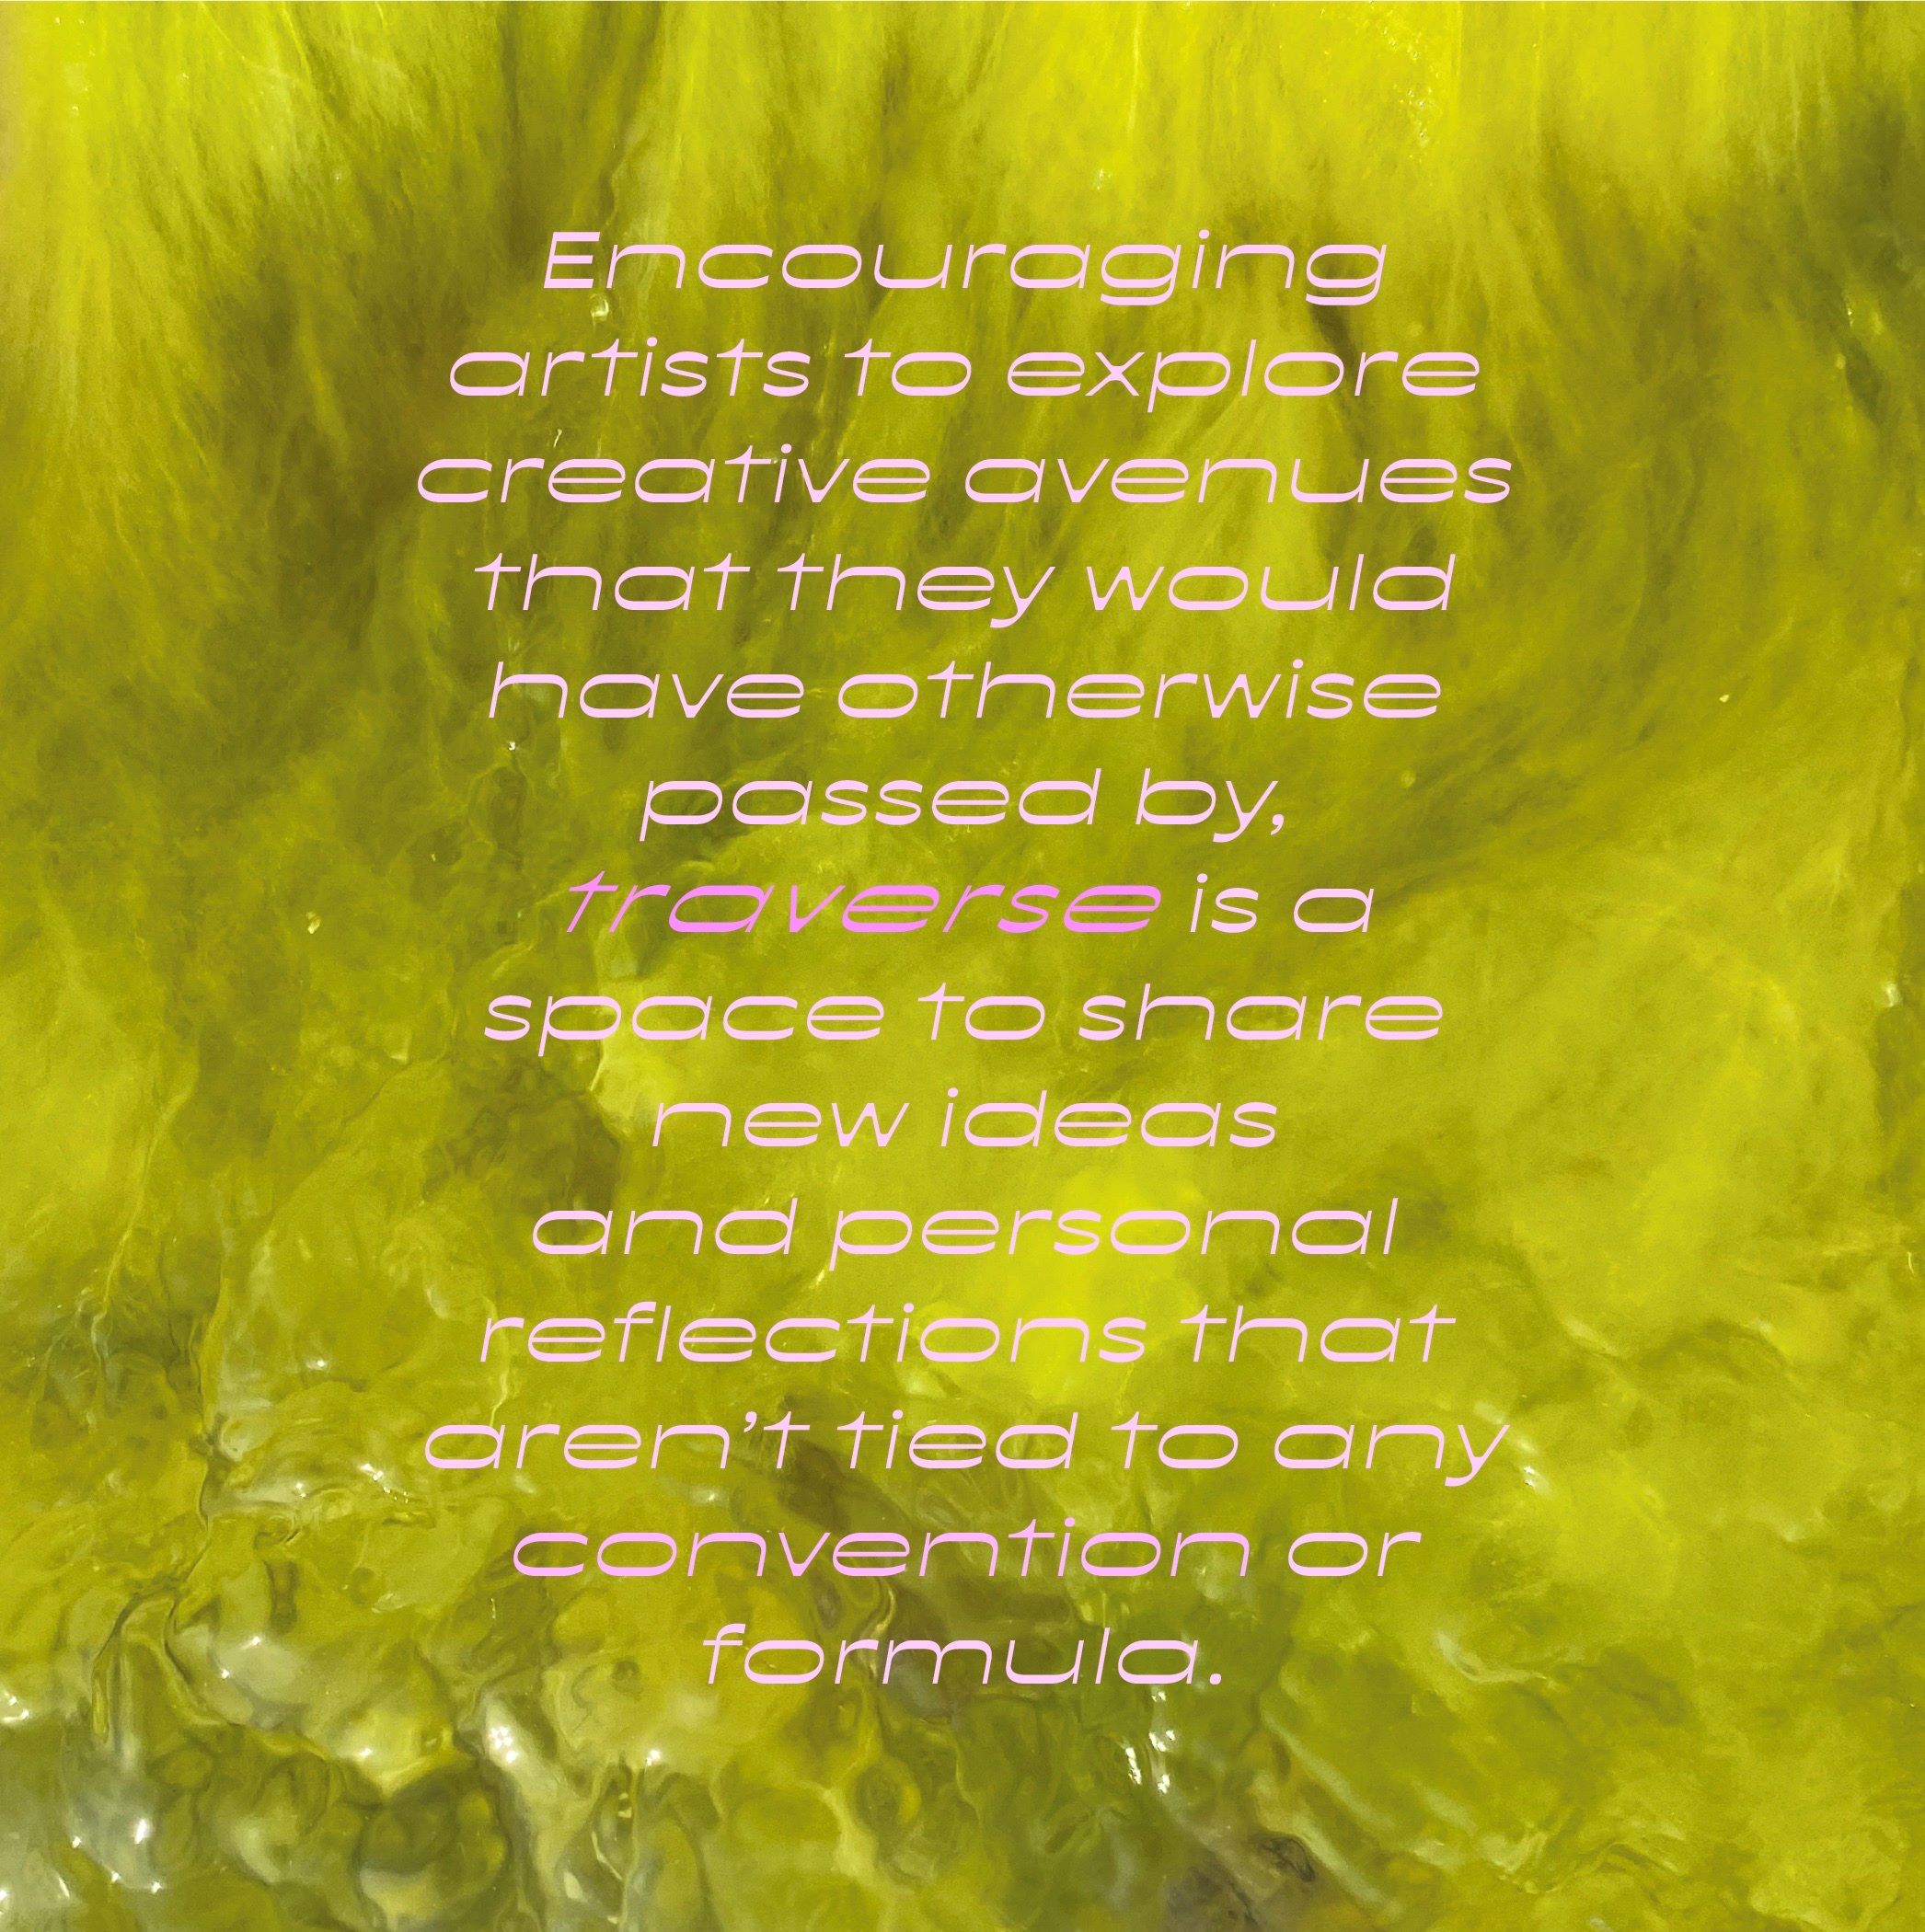 Encouraging
artists to explore
creative avenues
that they would
have otherwise
passed by,
traverse is a
space to share
new ideas
and personal
reflections that
aren’t tied to any
convention or
formula.